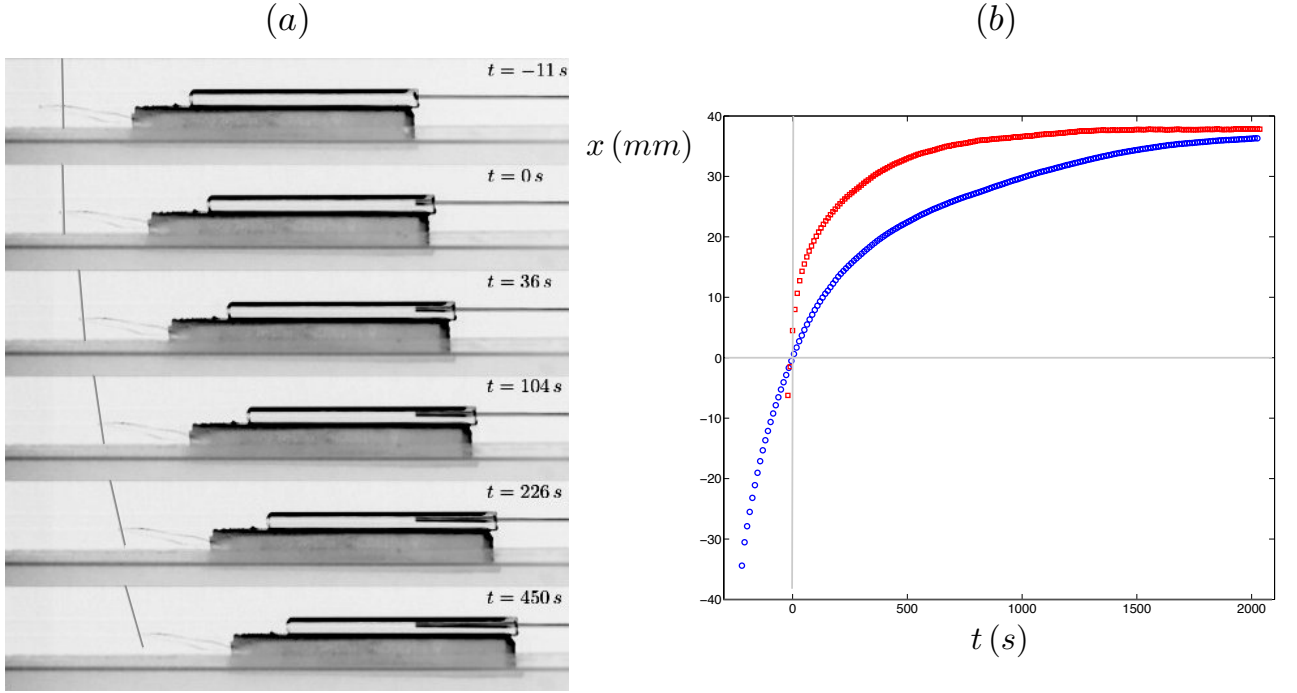 (a)
t = −11 s
t = 0 s
t = 36 s
t = 104 s
t = 226 s
t = 450 s
(b)
x (mm)
40
30
20
10
0
−10
−20
−30
−40
0
500
1000
1500
2000
t (s)